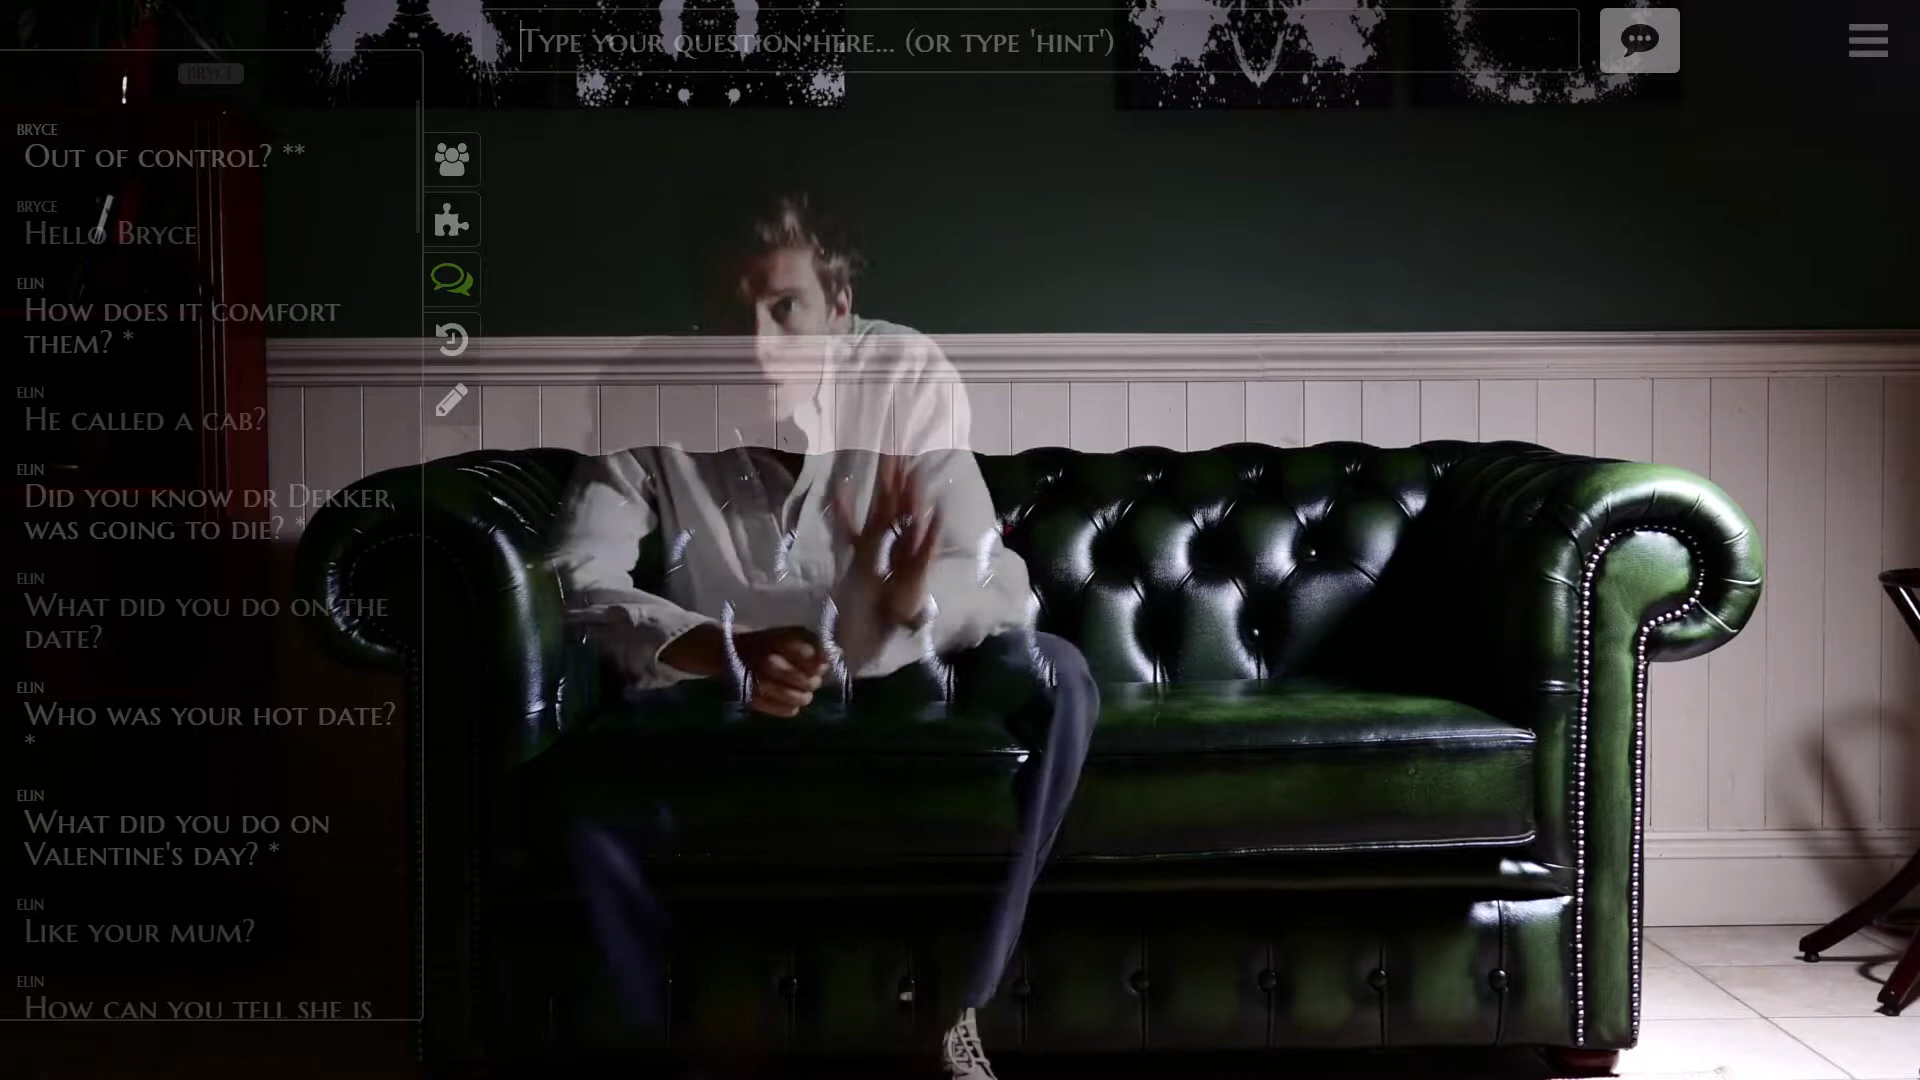 Type your question here... (or type 'hint')
BRYCE
BRYCE
Out of control? **
BRYCE
Hello Bryce
ELIN
How does it comfort
them? *
ELIN
He called a cab?
ELIN
Did you know Dr Dekker
was going to die? *
ELIN
What did you do on the
date?
ELIN
Who was your hot date?
*
ELIN
What did you do on
Valentine's day? *
ELIN
Like your mum?
ELIN
How can you tell she is